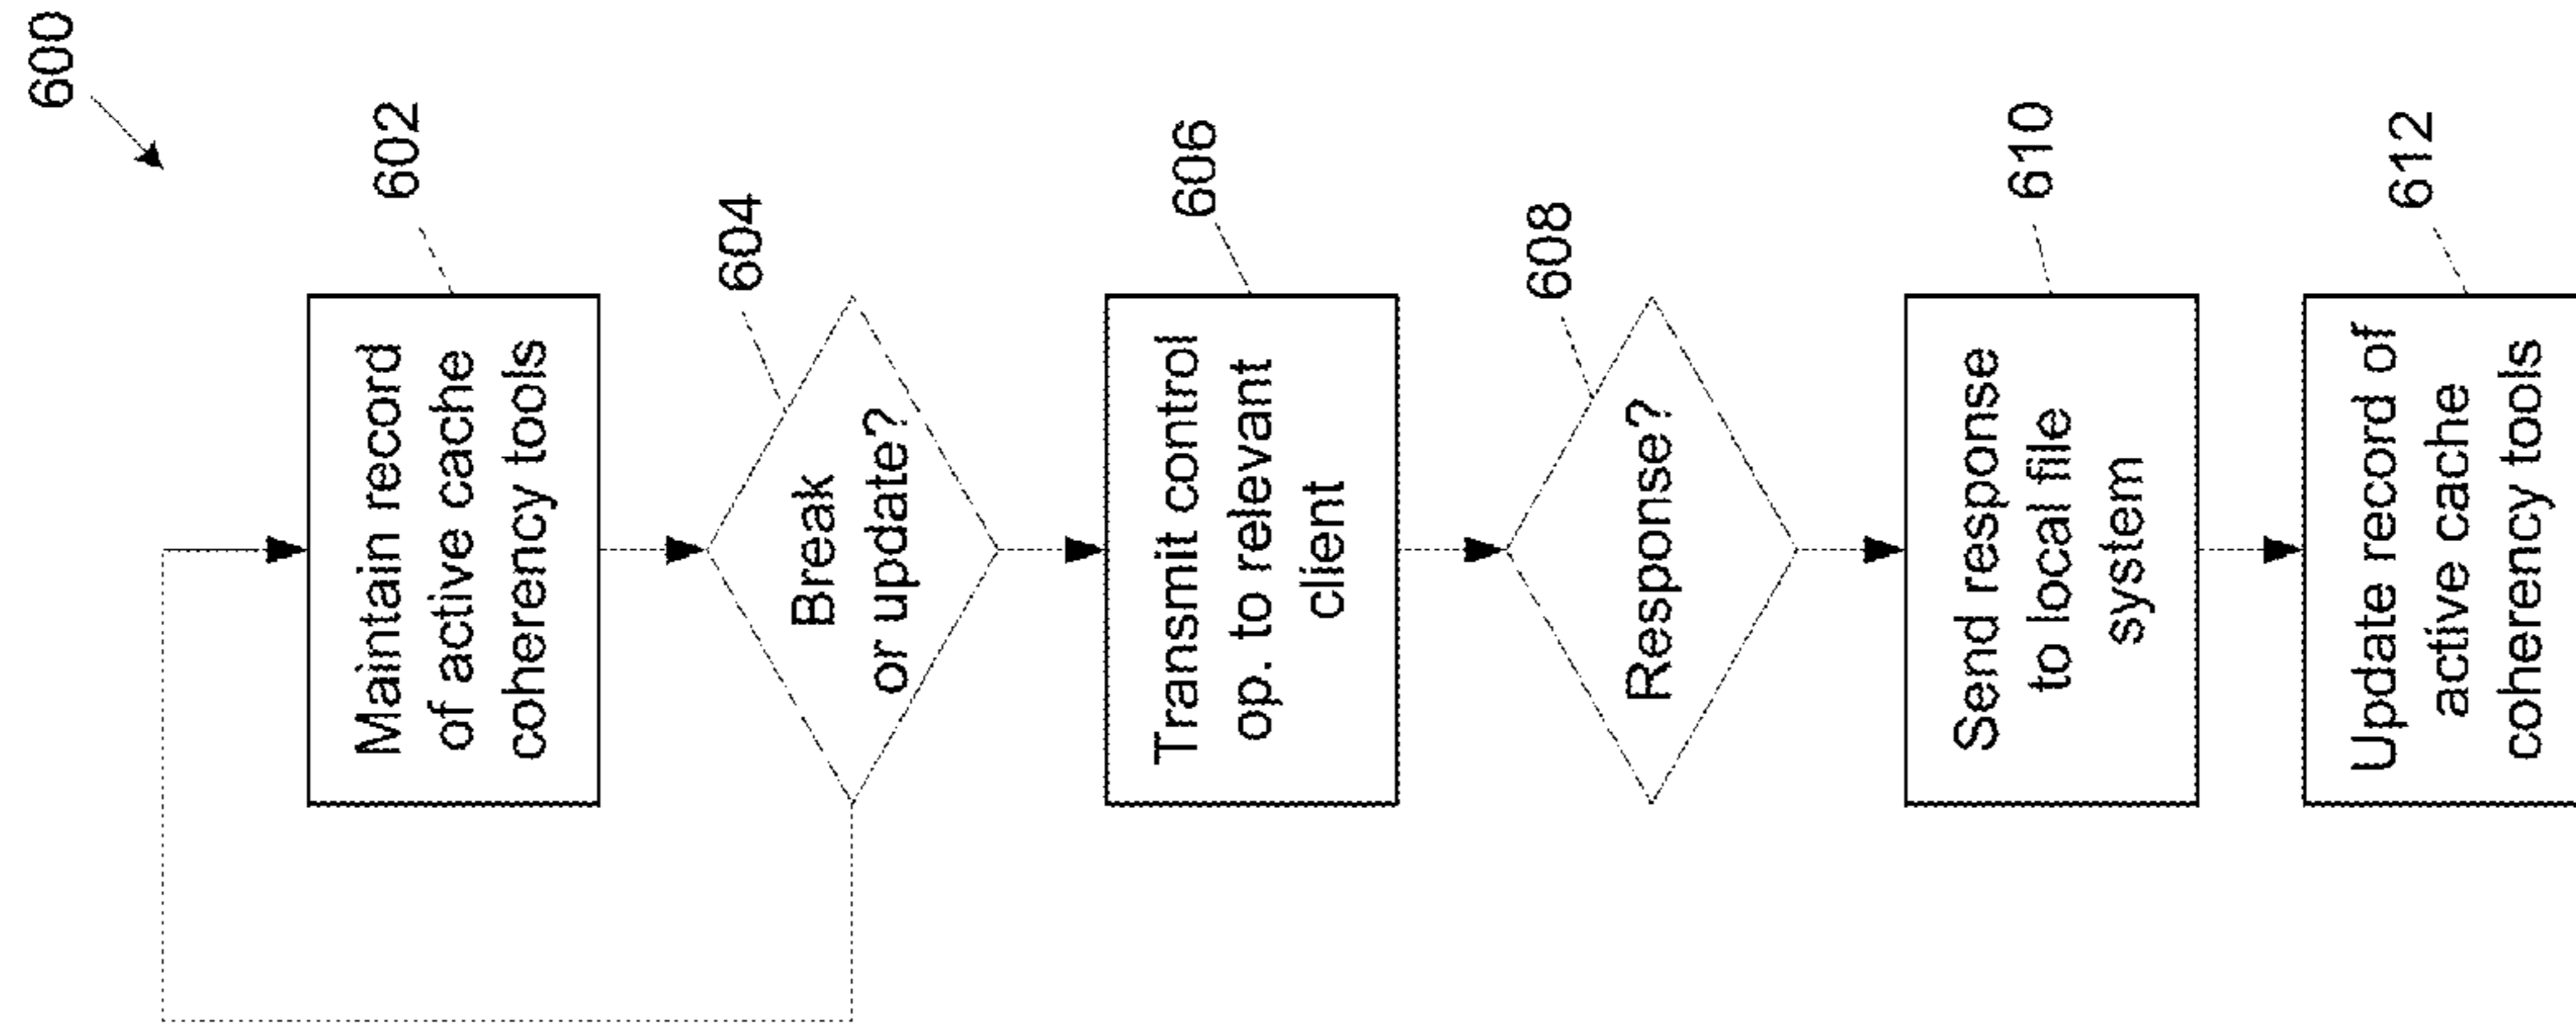 600
602
Maintain record
of active cache
coherency tools
604
Break
or update?
606
Transmit control
op. to relevant
client
608
Response?
610
Send response
to local file
system
612
Update record of
active cache
coherency tools